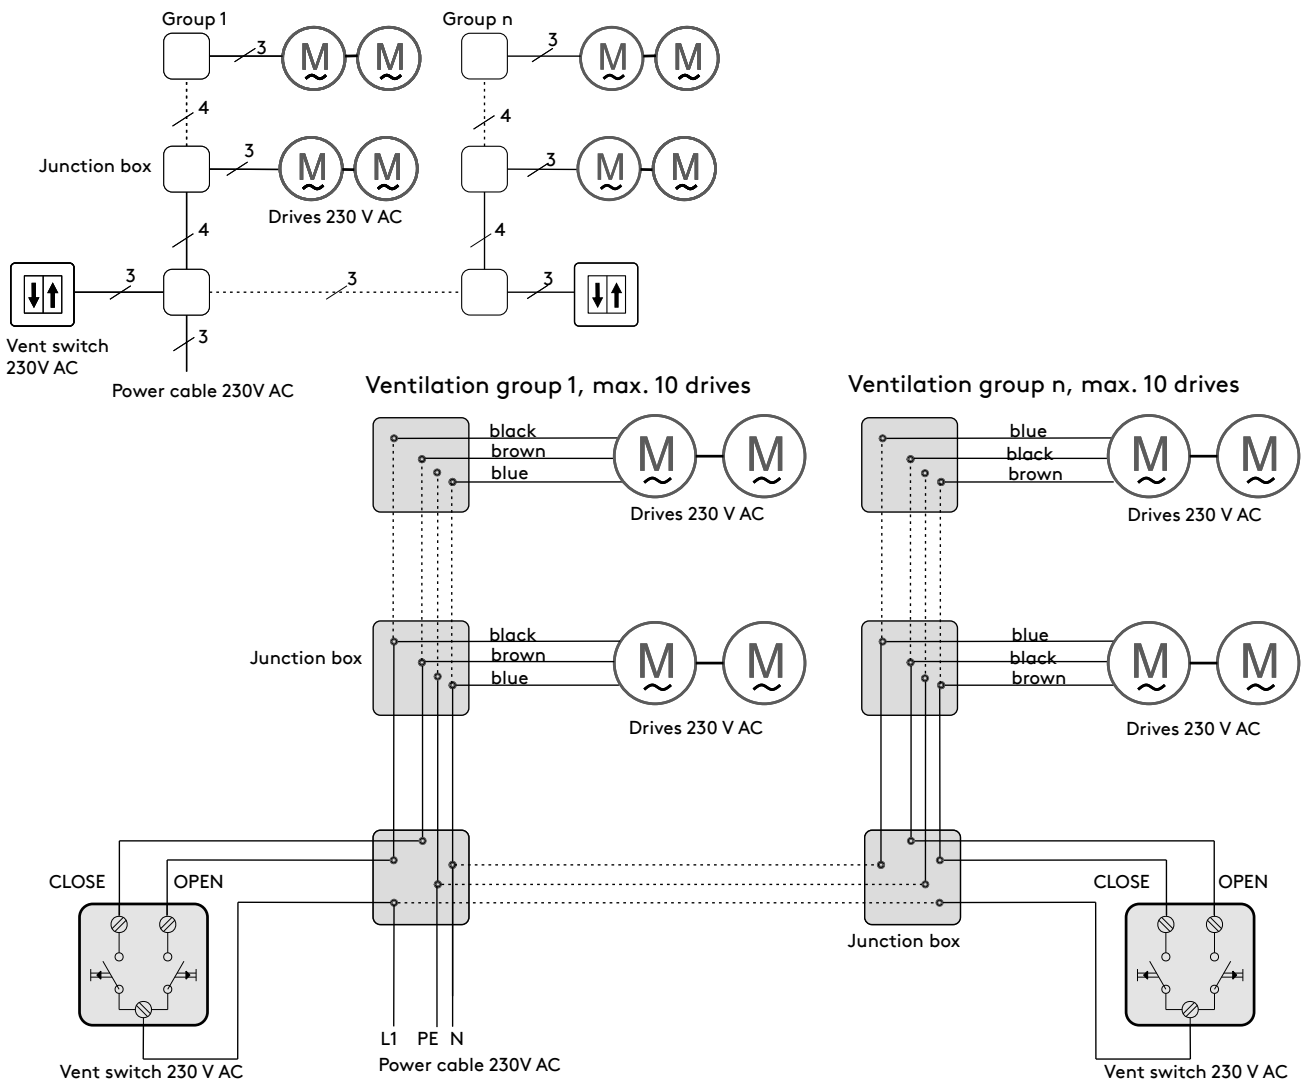 Group 1
Group n
3
M M
3
M M
4
4
Junction box
3
M M
3
M M
Drives 230 V AC
4
4
3
3
3
Vent switch
230V AC
3
Power cable 230V AC
Ventilation group 1, max. 10 drives
Ventilation group n, max. 10 drives
black
brown
blue
M M
Drives 230 V AC
blue
black
brown
M M
Drives 230 V AC
Junction box
black
brown
blue
M M
Drives 230 V AC
blue
black
brown
M M
Drives 230 V AC
CLOSE
OPEN
CLOSE
OPEN
Junction box
L1 PE N
Power cable 230V AC
Vent switch 230 V AC
Vent switch 230 V AC